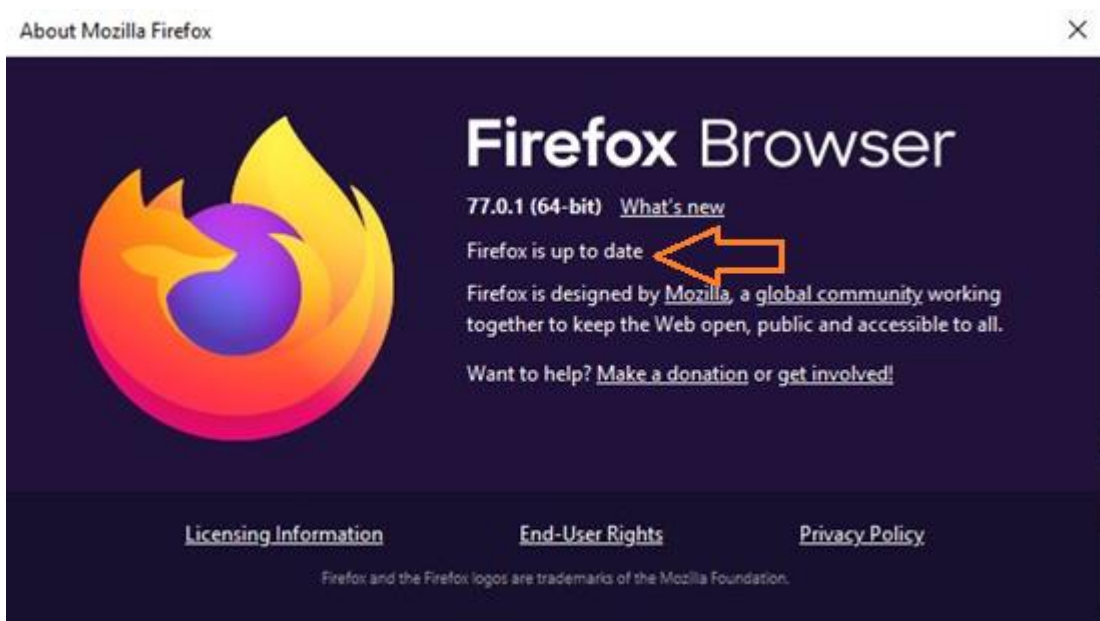 About Mozilla Firefox
Firefox Browser
77.0.1 (64-bit) What's new
Firefox is up to date
Firefox is designed by Mozilla, a global community working
together to keep the Web open, public and accessible to all.
Want to help? Make a donation or get involved!
Licensing Information End-User Rights Privacy Policy
Firefox and the Firefox logos are trademarks of the Mozilla Foundation.